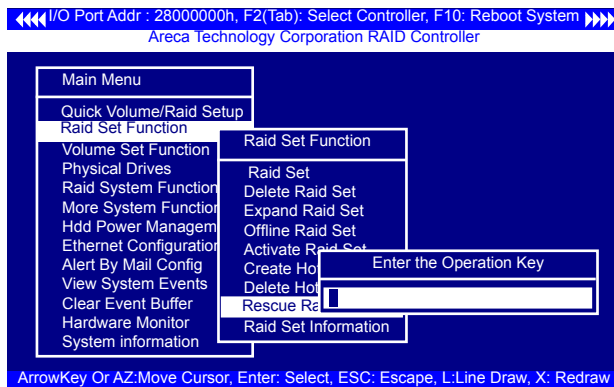 I/O Port Addr : 28000000h, F2(Tab): Select Controller, F10: Reboot System
Areca Technology Corporation RAID Controller
Main Menu
Quick Volume/Raid Setup
Raid Set Function
Volume Set Function
Physical Drives
Raid System Function
More System Function
Hdd Power Managem
Ethernet Configuration
Alert By Mail Config
View System Events
Clear Event Buffer
Hardware Monitor
System information
Raid Set Function
Raid Set
Delete Raid Set
Expand Raid Set
Offline Raid Set
Activate Raid Set
Create Hot
Delete Hot
Rescue Ra
Raid Set Information
Enter the Operation Key
ArrowKey Or AZ:Move Cursor, Enter: Select, ESC: Escape, L:Line Draw, X: Redraw